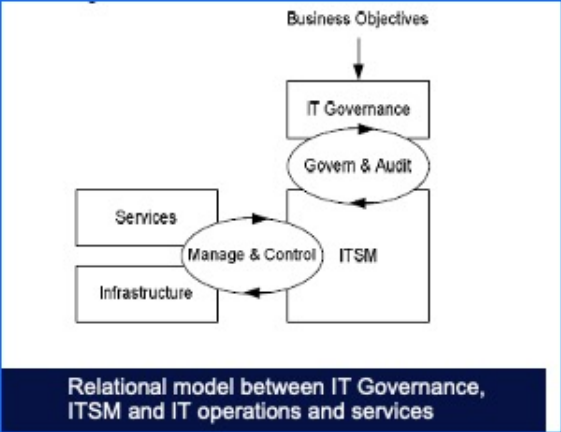 Business Objectives
IT Governance
Govern & Audit
Services
Manage & Control
ITSM
Infrastructure
Relational model between IT Governance,
ITSM and IT operations and services